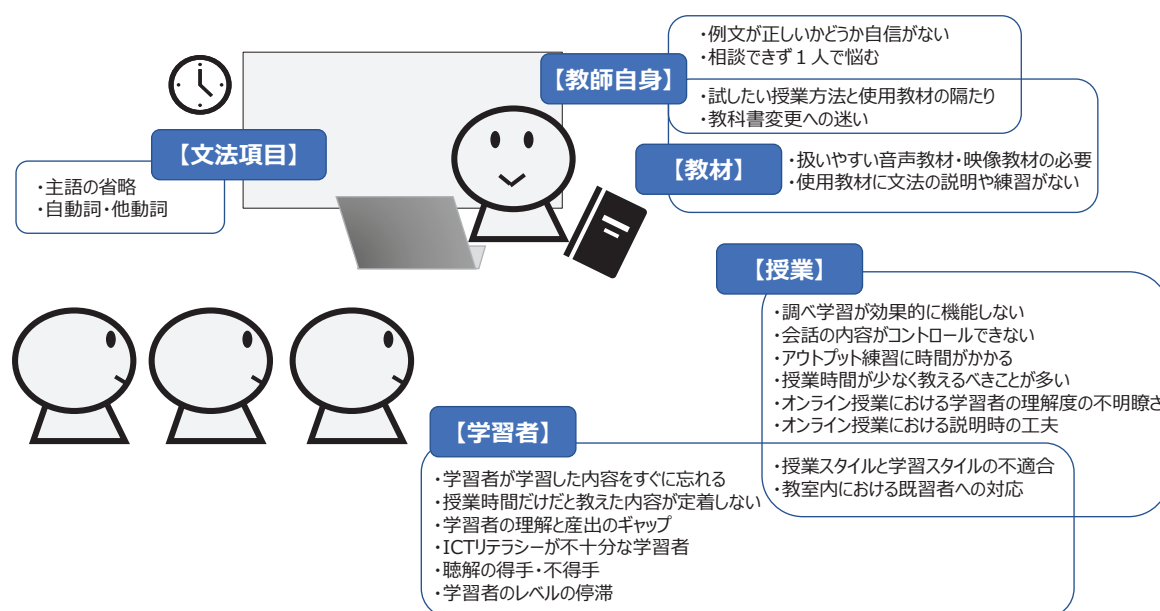 【教師自身】
・例文が正しいかどうか自信がない
・相談できず1人で悩む
・試したい授業方法と使用教材の隔たり
・教科書変更への迷い
【教材】
・扱いやすい音声教材・映像教材の必要
・使用教材に文法の説明や練習がない
【文法項目】
・主語の省略
・自動詞・他動詞
【授業】
・調べ学習が効果的に機能しない
・会話の内容がコントロールできない
・アウトプット練習に時間がかかる
・授業時間が少なく教えるべきことが多い
・オンライン授業における学習者の理解度の不明瞭さ
・オンライン授業における説明時の工夫
・授業スタイルと学習スタイルの不適合
・教室内における既習者への対応
【学習者】
・学習者が学習した内容をすぐに忘れる
・授業時間だけだと教えた内容が定着しない
・学習者の理解と産出のギャップ
・ICTリテラシーが不十分な学習者
・聴解の得手・不得手
・学習者のレベルの停滞